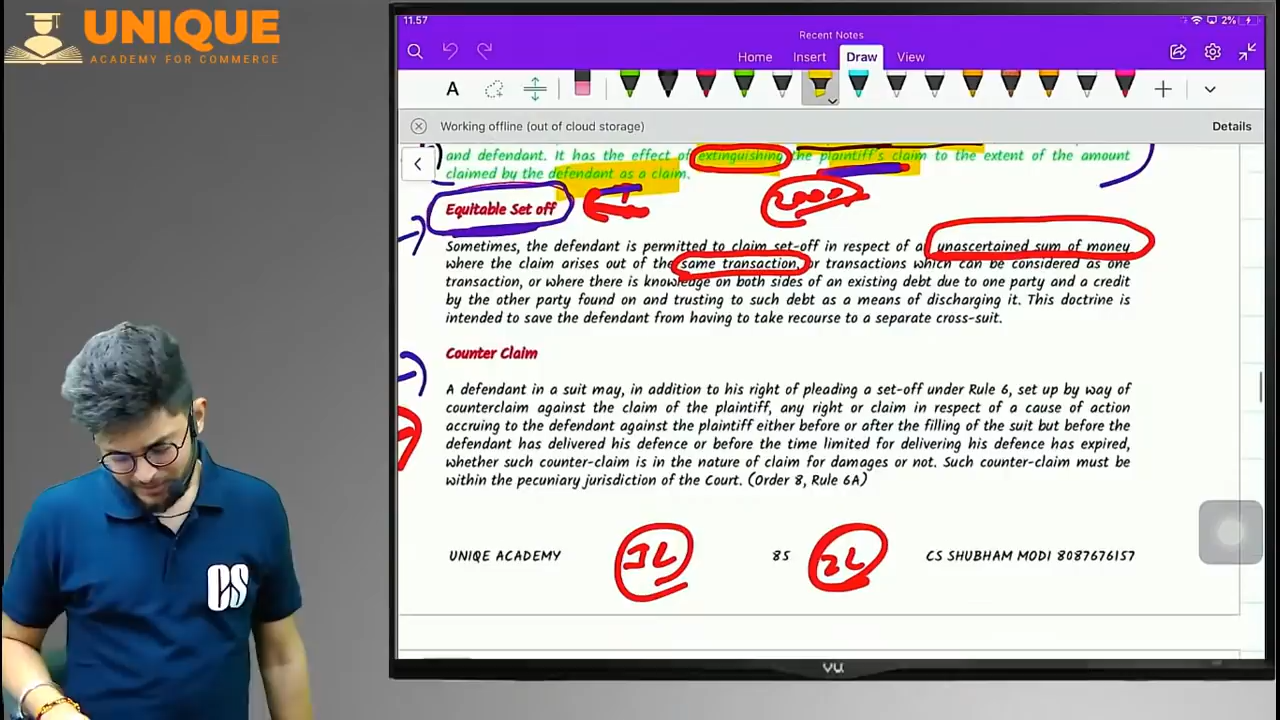 UNIQUE
ACADEMY FOR COMMERCE
11.57
2%
Recent Notes
Home Insert Draw View
A
Working offline (out of cloud storage)
Details
and defendant. It has the effect of extinguishing the plaintiff's claim to the extent of the amount
claimed by the defendant as a claim.
2000
Equitable Set off
Sometimes, the defendant is permitted to claim set-off in respect of a unascertained sum of money
where the claim arises out of the same transaction, or transactions which can be considered as one
transaction, or where there is knowledge on both sides of an existing debt due to one party and a credit
by the other party found on and trusting to such debt as a means of discharging it. This doctrine is
intended to save the defendant from having to take recourse to a separate cross-suit.
Counter Claim
A defendant in a suit may, in addition to his right of pleading a set-off under Rule 6, set up by way of
counterclaim against the claim of the plaintiff, any right or claim in respect of a cause of action
accruing to the defendant against the plaintiff either before or after the filling of the suit but before the
defendant has delivered his defence or before the time limited for delivering his defence has expired,
whether such counter-claim is in the nature of claim for damages or not. Such counter-claim must be
within the pecuniary jurisdiction of the Court. (Order 8, Rule 6A)
UNIQE ACADEMY 85 2L CS SHUBHAM MODI 8087676157
CS
VU